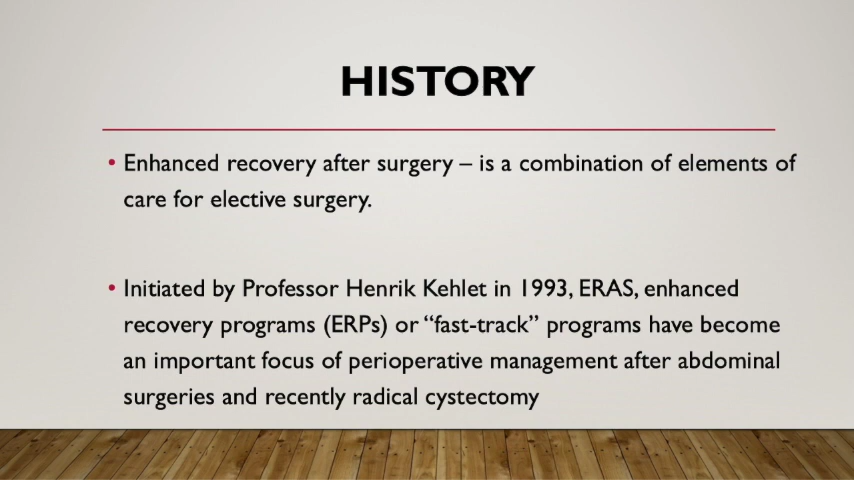 HISTORY
• Enhanced recovery after surgery – is a combination of elements of
care for elective surgery.
• Initiated by Professor Henrik Kehlet in 1993, ERAS, enhanced
recovery programs (ERPs) or “fast-track” programs have become
an important focus of perioperative management after abdominal
surgeries and recently radical cystectomy